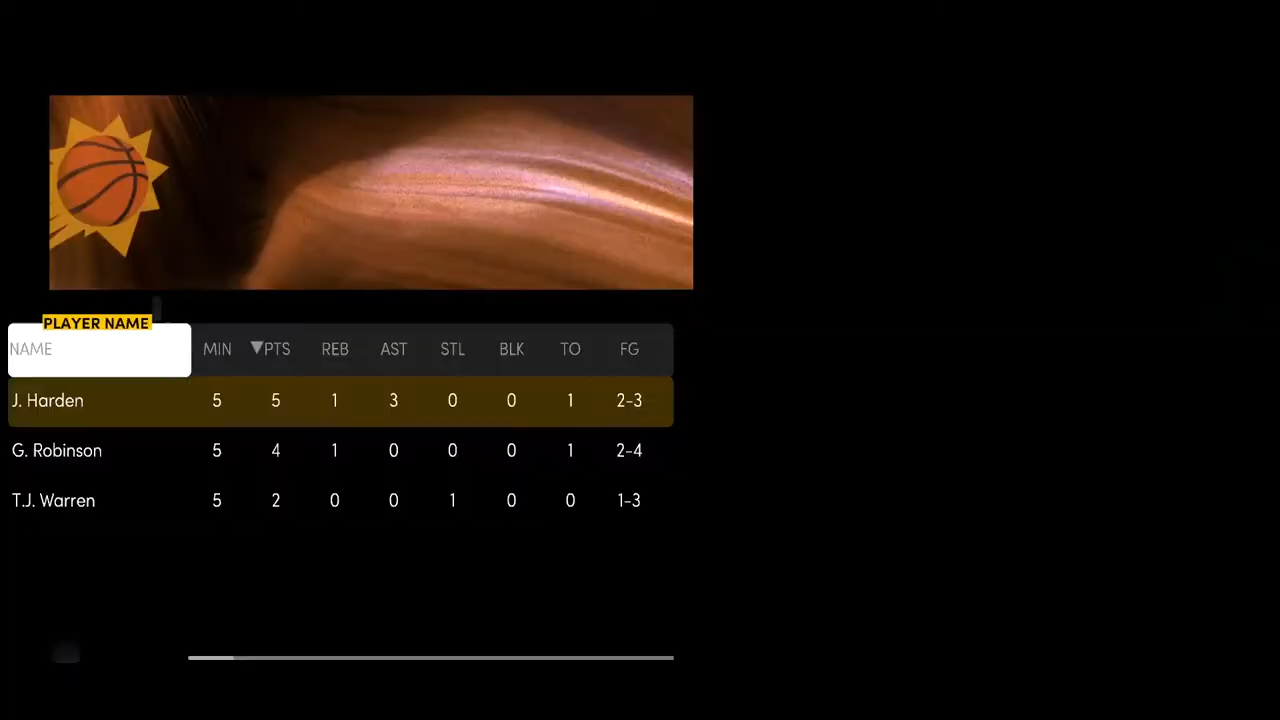 PLAYER NAME
NAME MIN ▼PTS REB AST STL BLK TO FG
J. Harden 5 5 1 3 0 0 1 2-3
G. Robinson 5 4 1 0 0 0 1 2-4
T.J. Warren 5 2 0 0 1 0 0 1-3